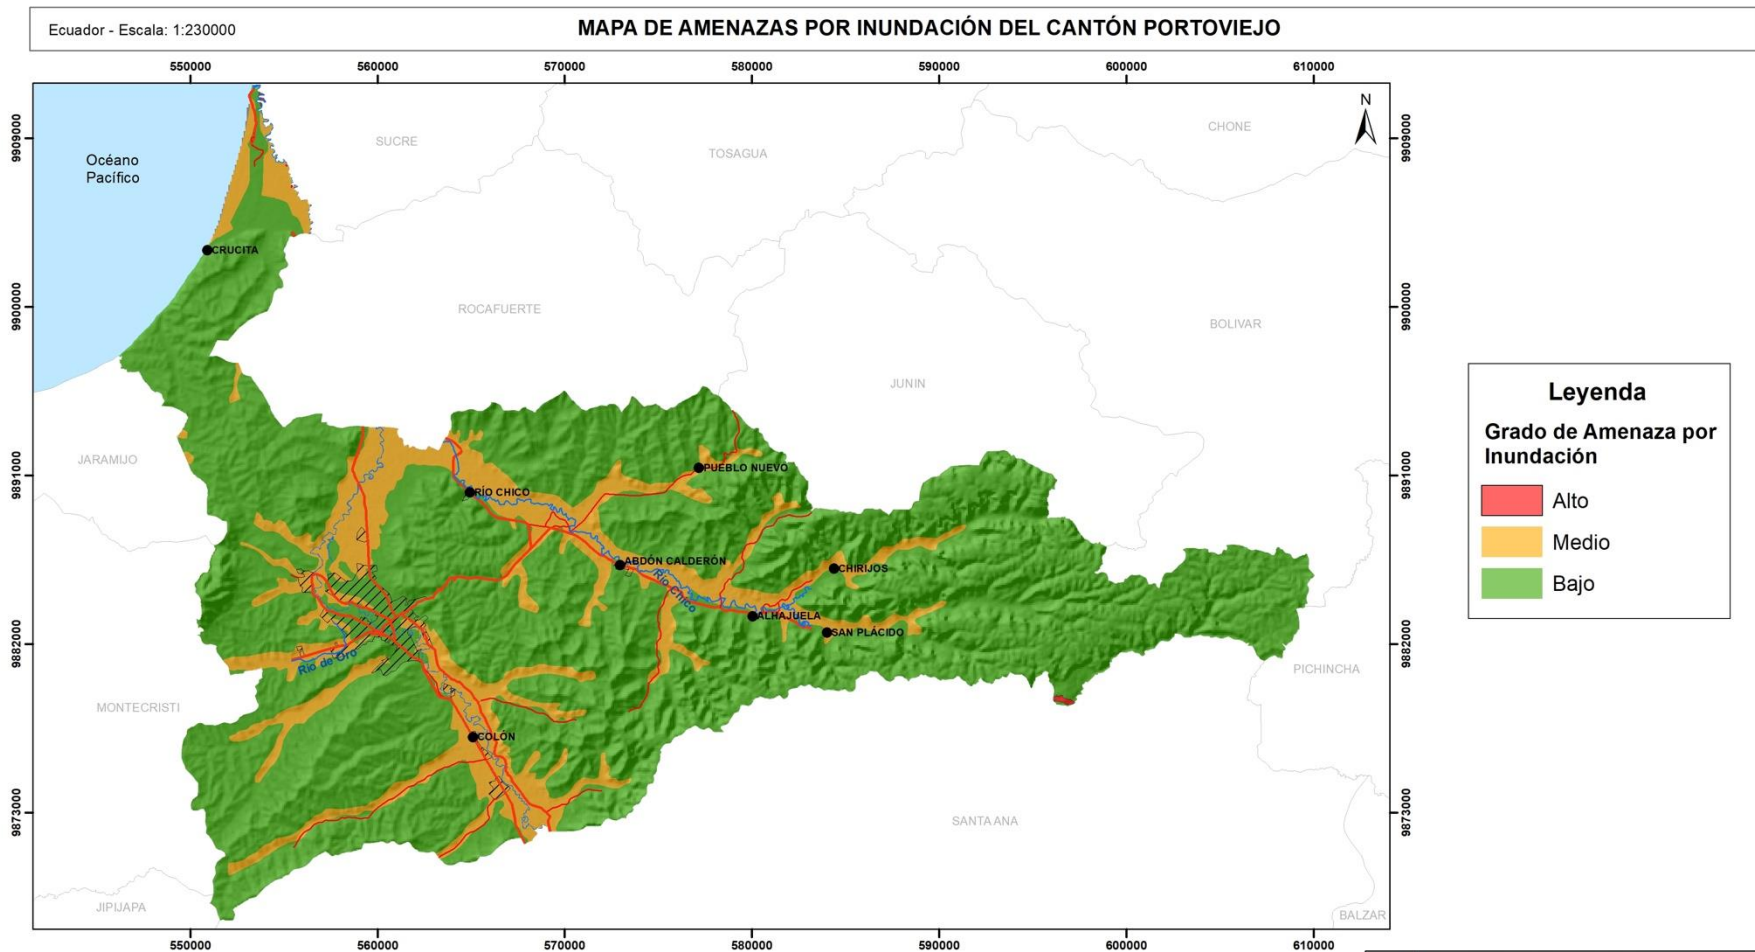 Ecuador - Escala: 1:230000
MAPA DE AMENAZAS POR INUNDACIÓN DEL CANTÓN PORTOVIEJO
550000 560000 570000 580000 590000 600000 610000
N
9909000 9909000
Océano
Pacífico
SUCRE
TOSAGUA
CHONE
CRUCITA
9900000 9900000
ROCAFUERTE
BOLIVAR
JUNIN
JARAMIJO
9891000 9891000
PUEBLO NUEVO
RÍO CHICO
ABDÓN CALDERÓN
CHIRIJOS
Río Chico
ALHAJUELA
SAN PLÁCIDO
9882000 9882000
Río de Oro
PICHINCHA
MONTECRISTI
COLÓN
9873000 9873000
SANTA ANA
JIPIJAPA
BALZAR
550000 560000 570000 580000 590000 600000 610000
Leyenda
Grado de Amenaza por
Inundación
Alto
Medio
Bajo